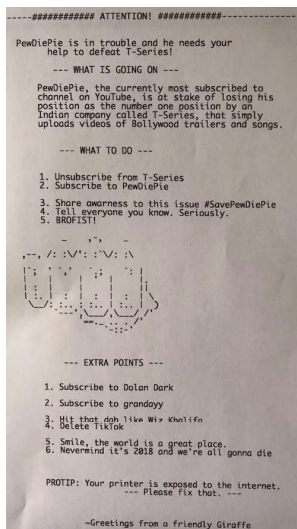 -----############ ATTENTION! ############---------------
PewDiePie is in trouble and he needs your
help to defeat T-Series!
--- WHAT IS GOING ON ---
PewDiePie, the currently most subscribed to
channel on YouTube, is at stake of losing his
position as the number one position by an
Indian company called T-Series, that simply
uploads videos of Bollywood trailers and songs.
--- WHAT TO DO ---
1. Unsubscribe from T-Series
2. Subscribe to PewDiePie
3. Share awarness to this issue #SavePewDiePie
4. Tell everyone you know. Seriously.
5. BROFIST!
--- EXTRA POINTS ---
1. Subscribe to Dolan Dark
2. Subscribe to grandayy
3. Hit that dab like Wiz Khalifa
4. Delete TikTok
5. Smile, the world is a great place.
6. Nevermind it's 2018 and we're all gonna die
PROTIP: Your printer is exposed to the internet.
--- Please fix that. ---
~Greetings from a friendly Giraffe